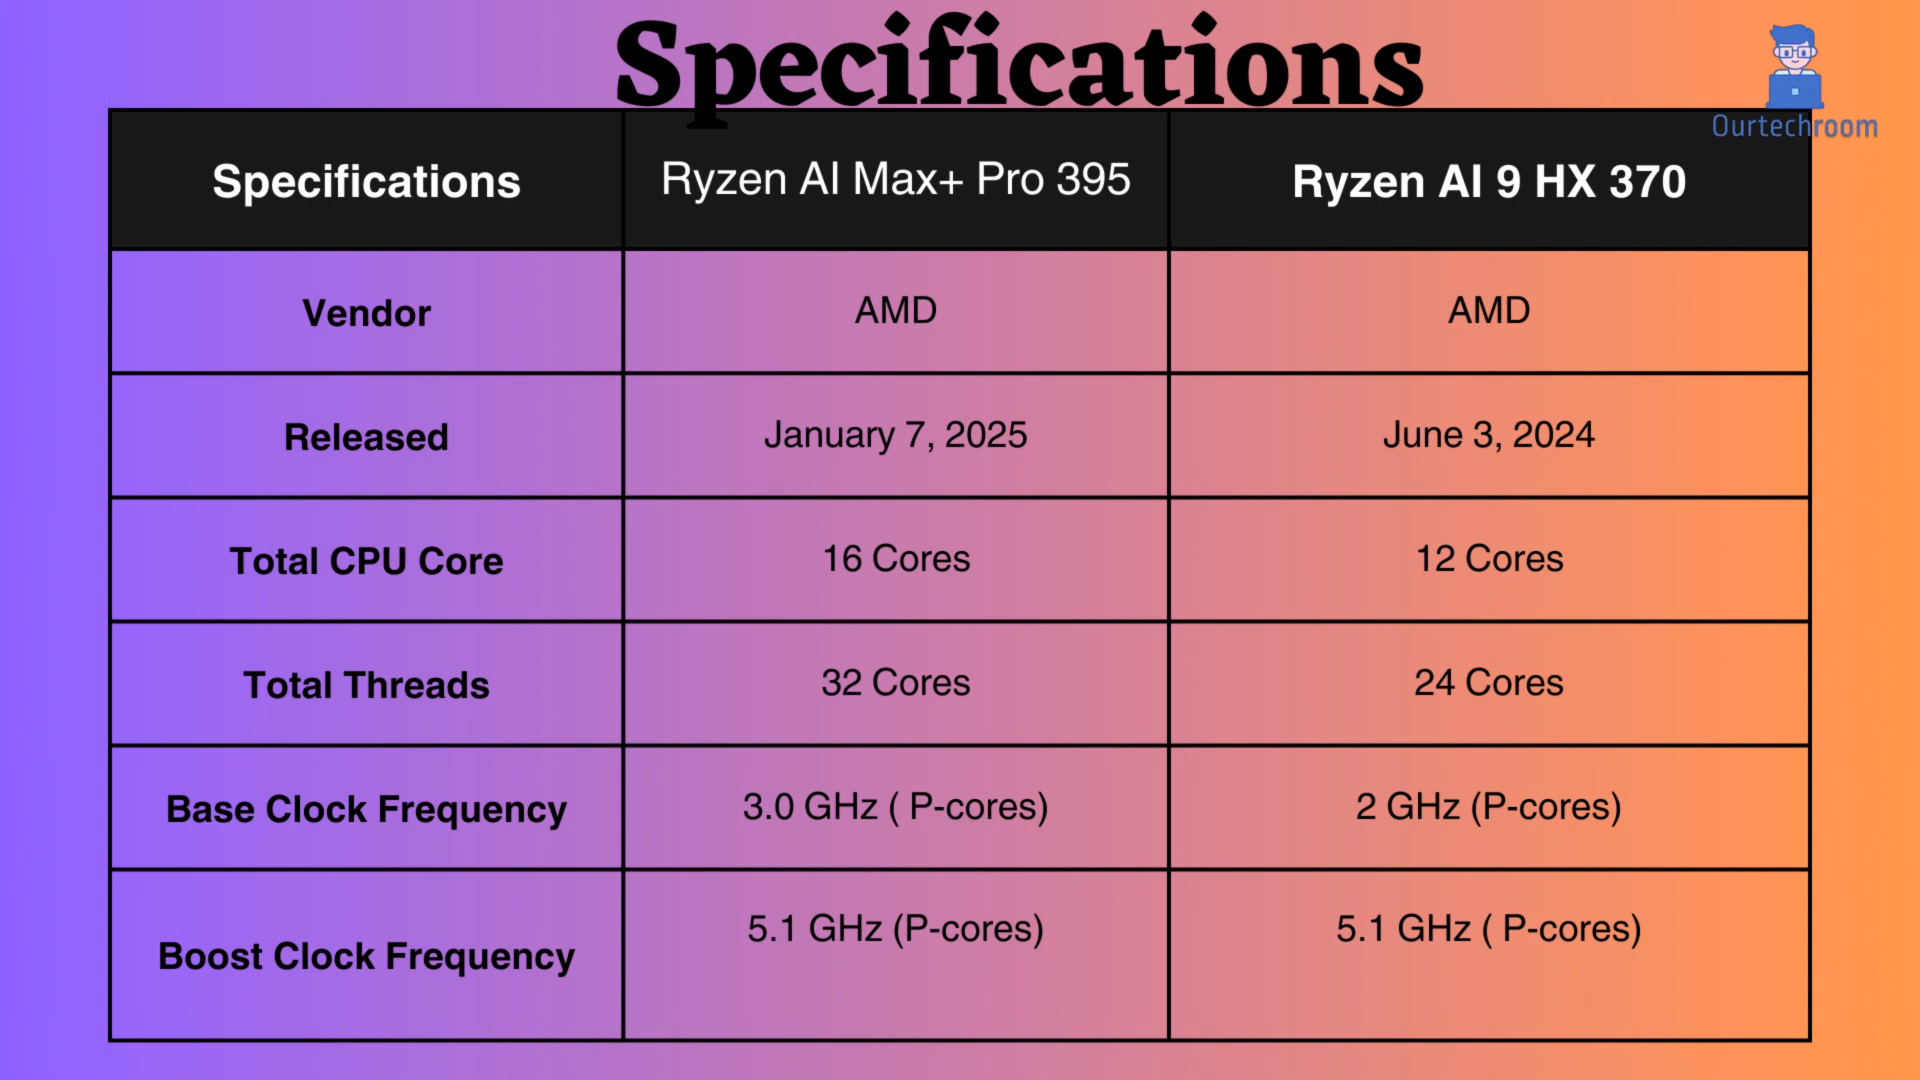 Specifications
Ourtechroom
Specifications Ryzen AI Max+ Pro 395 Ryzen AI 9 HX 370
Vendor AMD AMD
Released January 7, 2025 June 3, 2024
Total CPU Core 16 Cores 12 Cores
Total Threads 32 Cores 24 Cores
Base Clock Frequency 3.0 GHz ( P-cores) 2 GHz (P-cores)
Boost Clock Frequency 5.1 GHz (P-cores) 5.1 GHz ( P-cores)